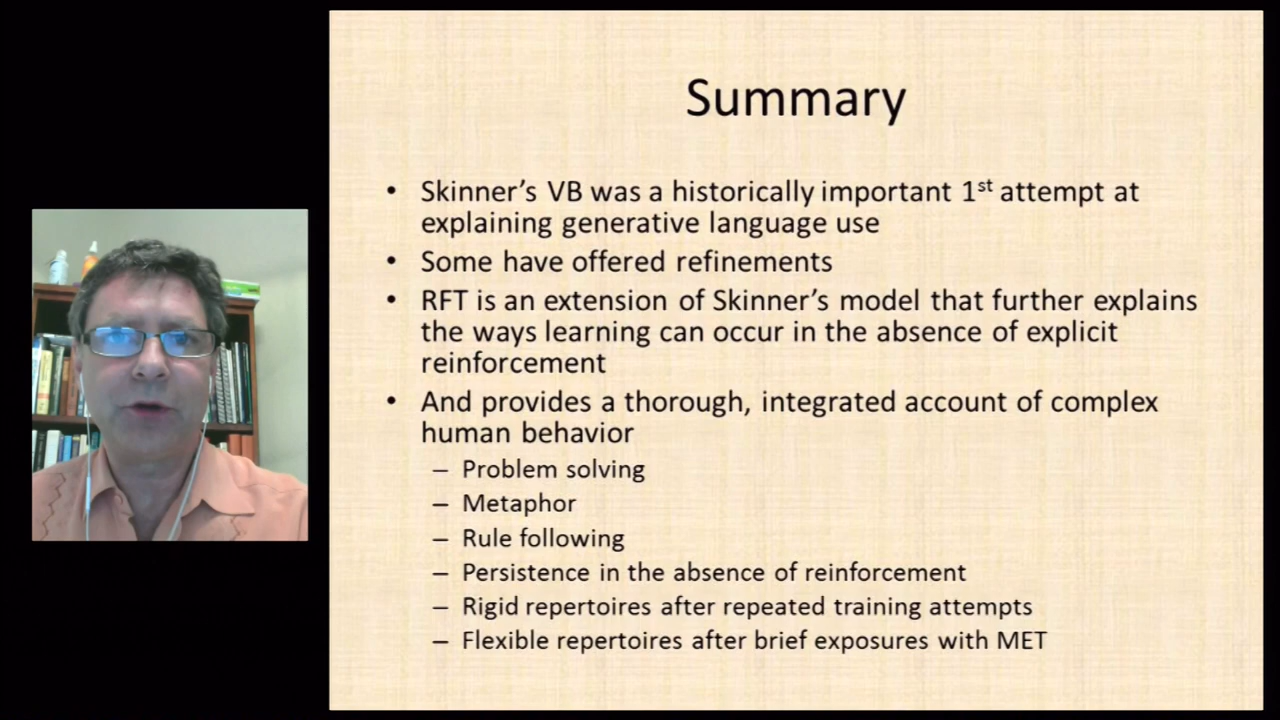 Summary
• Skinner's VB was a historically important 1st attempt at
explaining generative language use
• Some have offered refinements
• RFT is an extension of Skinner's model that further explains
the ways learning can occur in the absence of explicit
reinforcement
• And provides a thorough, integrated account of complex
human behavior
– Problem solving
– Metaphor
– Rule following
– Persistence in the absence of reinforcement
– Rigid repertoires after repeated training attempts
– Flexible repertoires after brief exposures with MET